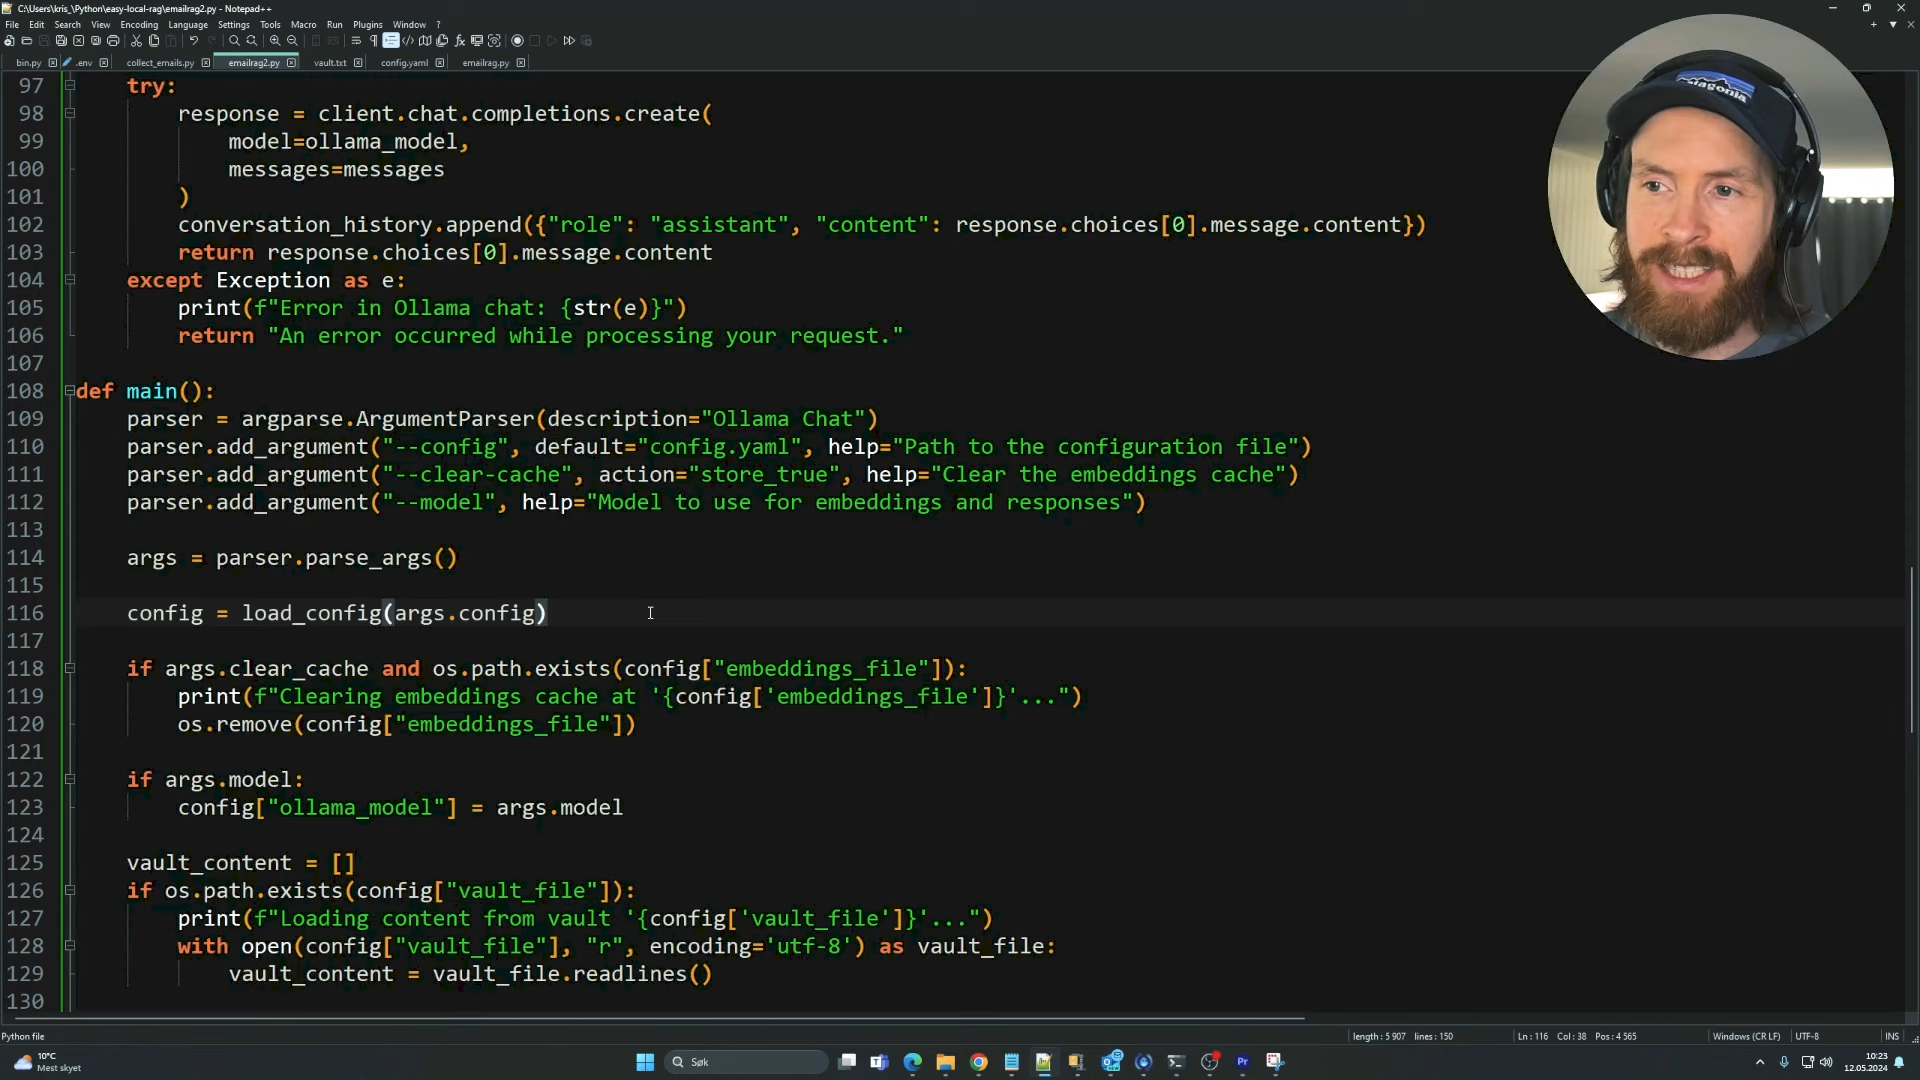 C:\Users\kris_\Python\easy-local-rag\emailrag2.py - Notepad++
File Edit Search View Encoding Language Settings Tools Macro Run Plugins Window ?
bin.py .env collect_emails.py emailrag2.py vault.txt config.yaml emailrag.py
97 try:
98 response = client.chat.completions.create(
99 model=ollama_model,
100 messages=messages
101 )
102 conversation_history.append({"role": "assistant", "content": response.choices[0].message.content})
103 return response.choices[0].message.content
104 except Exception as e:
105 print(f"Error in Ollama chat: {str(e)}")
106 return "An error occurred while processing your request."
107
108 def main():
109 parser = argparse.ArgumentParser(description="Ollama Chat")
110 parser.add_argument("--config", default="config.yaml", help="Path to the configuration file")
111 parser.add_argument("--clear-cache", action="store_true", help="Clear the embeddings cache")
112 parser.add_argument("--model", help="Model to use for embeddings and responses")
113
114 args = parser.parse_args()
115
116 config = load_config(args.config)
117
118 if args.clear_cache and os.path.exists(config["embeddings_file"]):
119 print(f"Clearing embeddings cache at '{config['embeddings_file']}'...")
120 os.remove(config["embeddings_file"])
121
122 if args.model:
123 config["ollama_model"] = args.model
124
125 vault_content = []
126 if os.path.exists(config["vault_file"]):
127 print(f"Loading content from vault '{config['vault_file']}'...")
128 with open(config["vault_file"], "r", encoding='utf-8') as vault_file:
129 vault_content = vault_file.readlines()
130
patagonia
Python file length : 5 907 lines : 150 Ln : 116 Col : 38 Pos : 4 565 Windows (CR LF) UTF-8 INS
10°C
Mest skyet
Søk
Pr
10:23
12.05.2024